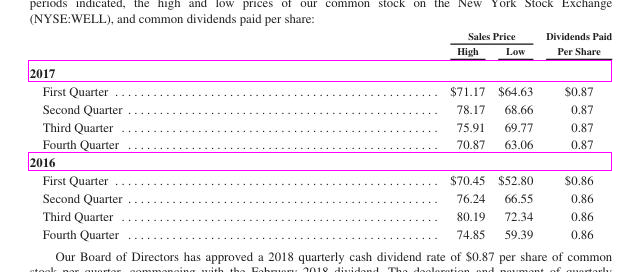 periods indicated, the high and low prices of our common stock on the New York Stock Exchange
(NYSE:WELL), and common dividends paid per share:
Sales Price Dividends Paid
High Low Per Share
2017
First Quarter ................................................ $71.17 $64.63 $0.87
Second Quarter ............................................. 78.17 68.66 0.87
Third Quarter .............................................. 75.91 69.77 0.87
Fourth Quarter ............................................. 70.87 63.06 0.87
2016
First Quarter ................................................ $70.45 $52.80 $0.86
Second Quarter ............................................. 76.24 66.55 0.86
Third Quarter .............................................. 80.19 72.34 0.86
Fourth Quarter ............................................. 74.85 59.39 0.86
Our Board of Directors has approved a 2018 quarterly cash dividend rate of $0.87 per share of common
stock per quarter, commencing with the February 2018 dividend. The declaration and payment of quarterly